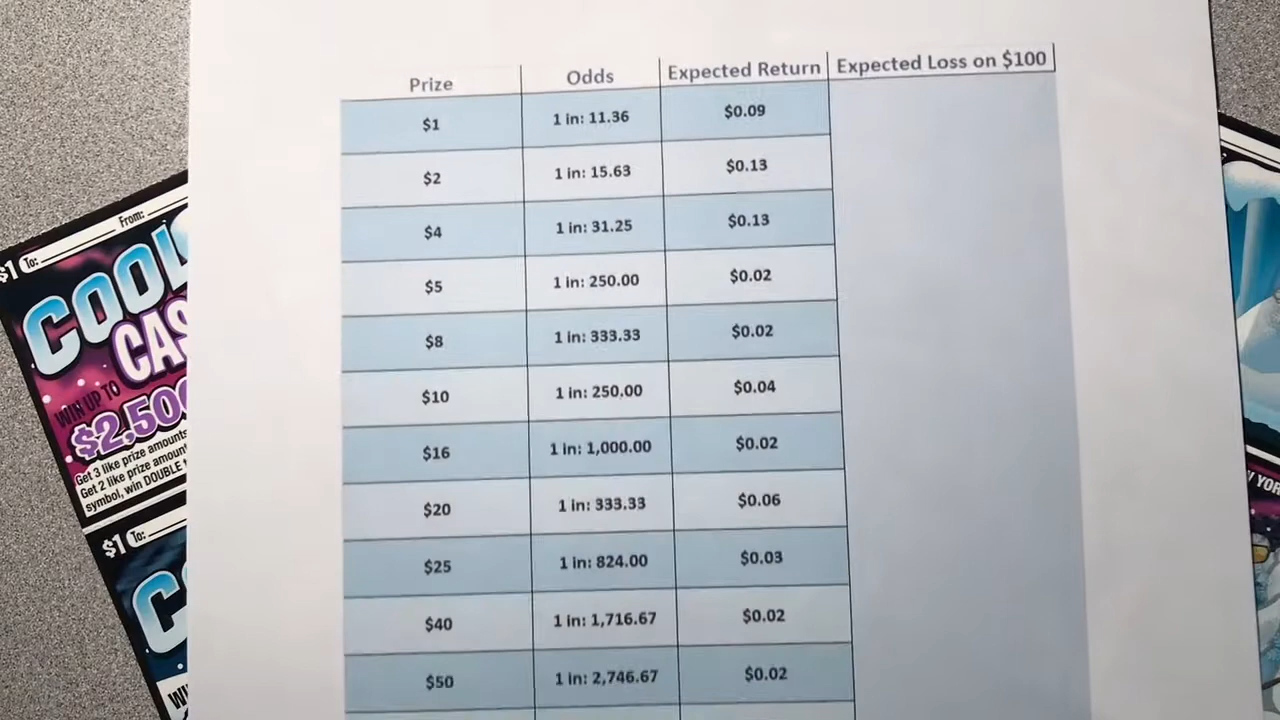 Prize Odds Expected Return Expected Loss on $100
$1 1 in: 11.36 $0.09
$2 1 in: 15.63 $0.13
$4 1 in: 31.25 $0.13
$5 1 in: 250.00 $0.02
$8 1 in: 333.33 $0.02
$10 1 in: 250.00 $0.04
$16 1 in: 1,000.00 $0.02
$20 1 in: 333.33 $0.06
$25 1 in: 824.00 $0.03
$40 1 in: 1,716.67 $0.02
$50 1 in: 2,746.67 $0.02
$1 To: From:
COOL
CAS
WIN UP TO
$2,500
Get 3 like prize amounts
Get 2 like prize amoun
symbol, win DOUBLE
$1 To:
C
WI
YOR